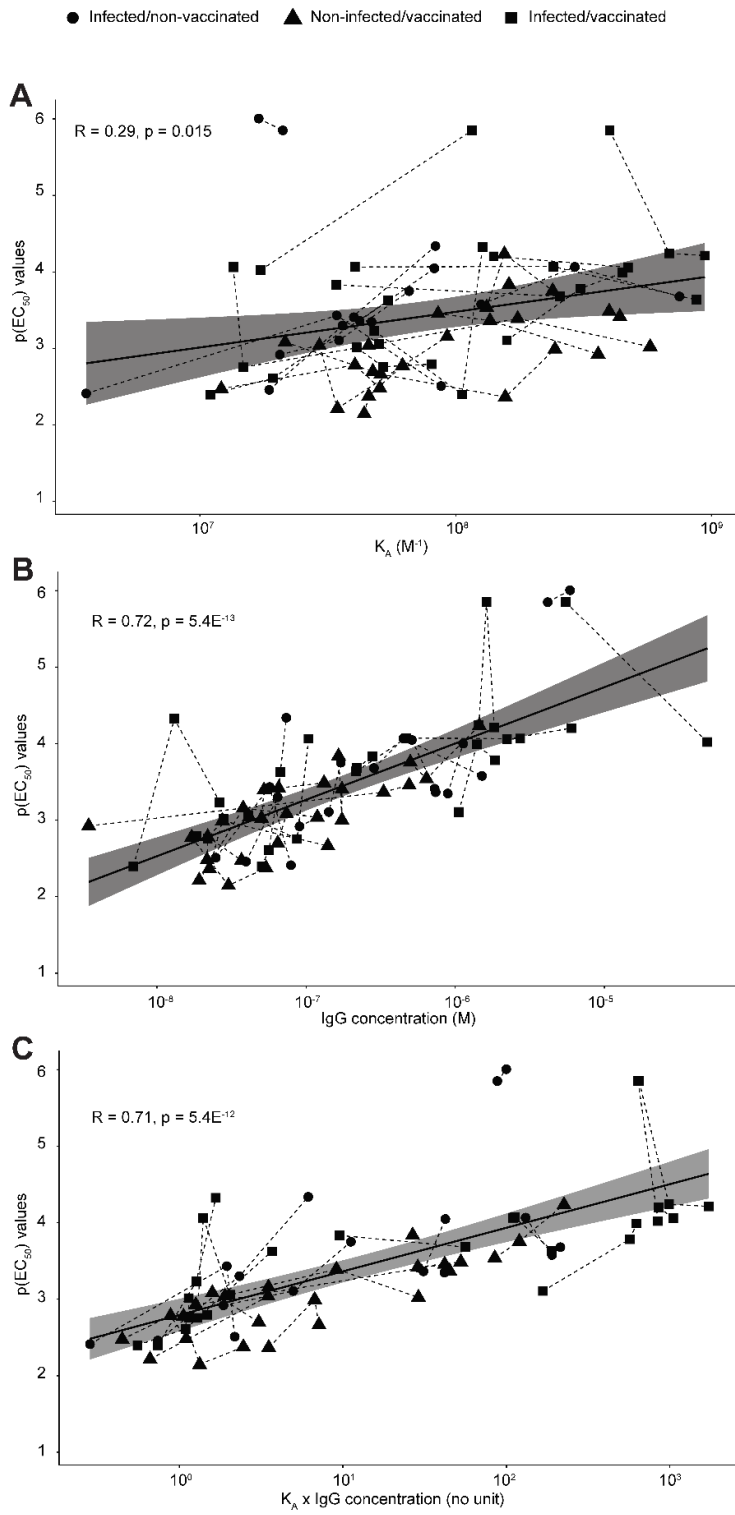 Infected/non-vaccinated Non-infected/vaccinated Infected/vaccinated
A
R = 0.29, p = 0.015
p(EC50) values
6
5
4
3
2
1
10⁷ 10⁸ 10⁹
KA (M⁻¹)
B
R = 0.72, p = 5.4E⁻¹³
p(EC50) values
6
5
4
3
2
1
10⁻⁸ 10⁻⁷ 10⁻⁶ 10⁻⁵
IgG concentration (M)
C
R = 0.71, p = 5.4E⁻¹²
p(EC50) values
6
5
4
3
2
1
10⁰ 10¹ 10² 10³
KA x IgG concentration (no unit)